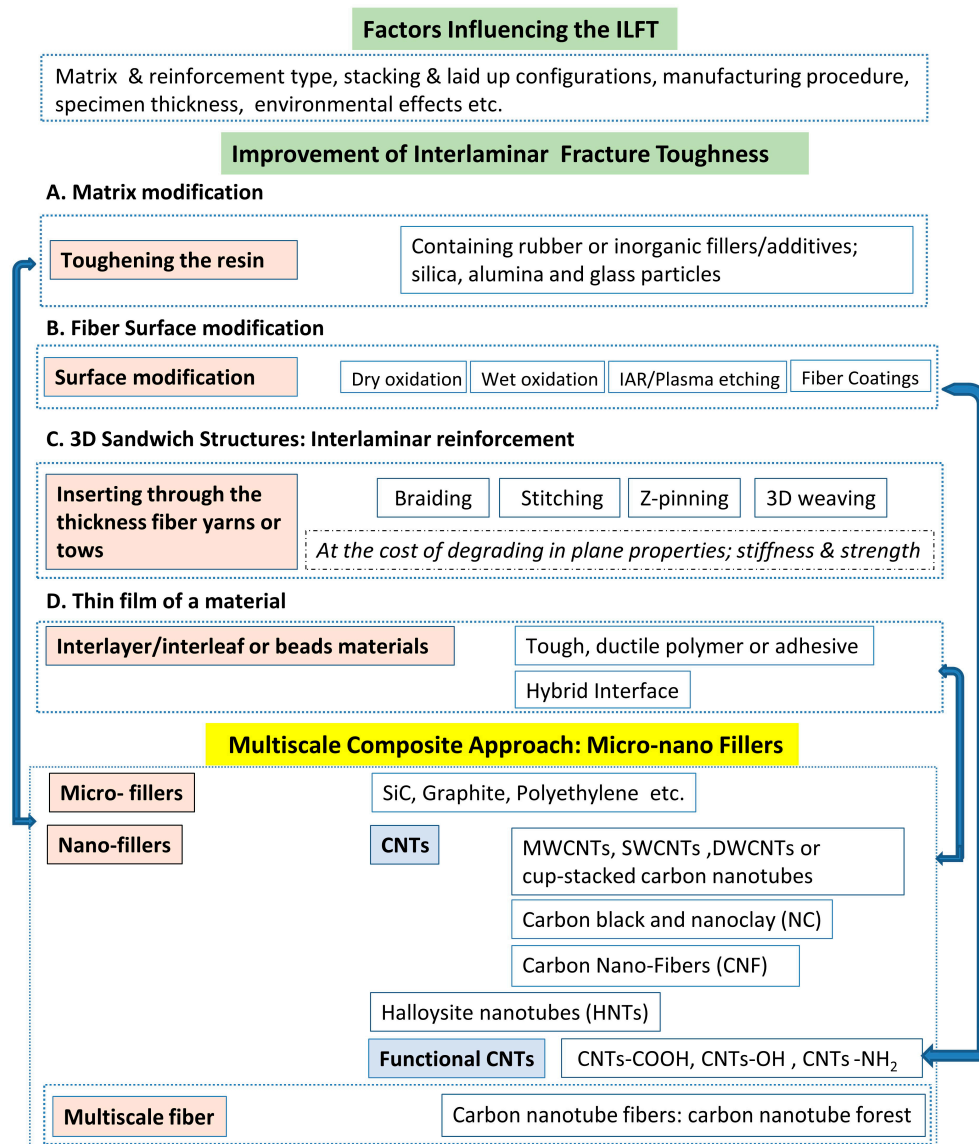 Factors Influencing the ILFT
Matrix & reinforcement type, stacking & laid up configurations, manufacturing procedure,
specimen thickness, environmental effects etc.
Improvement of Interlaminar Fracture Toughness
A. Matrix modification
Toughening the resin
Containing rubber or inorganic fillers/additives;
silica, alumina and glass particles
B. Fiber Surface modification
Surface modification
Dry oxidation
Wet oxidation
IAR/Plasma etching
Fiber Coatings
C. 3D Sandwich Structures: Interlaminar reinforcement
Inserting through the
thickness fiber yarns or
tows
Braiding
Stitching
Z-pinning
3D weaving
At the cost of degrading in plane properties; stiffness & strength
D. Thin film of a material
Interlayer/interleaf or beads materials
Tough, ductile polymer or adhesive
Hybrid Interface
Multiscale Composite Approach: Micro-nano Fillers
Micro- fillers
SiC, Graphite, Polyethylene etc.
Nano-fillers
CNTs
MWCNTs, SWCNTs ,DWCNTs or
cup-stacked carbon nanotubes
Carbon black and nanoclay (NC)
Carbon Nano-Fibers (CNF)
Halloysite nanotubes (HNTs)
Functional CNTs
CNTs-COOH, CNTs-OH , CNTs -NH₂
Multiscale fiber
Carbon nanotube fibers: carbon nanotube forest